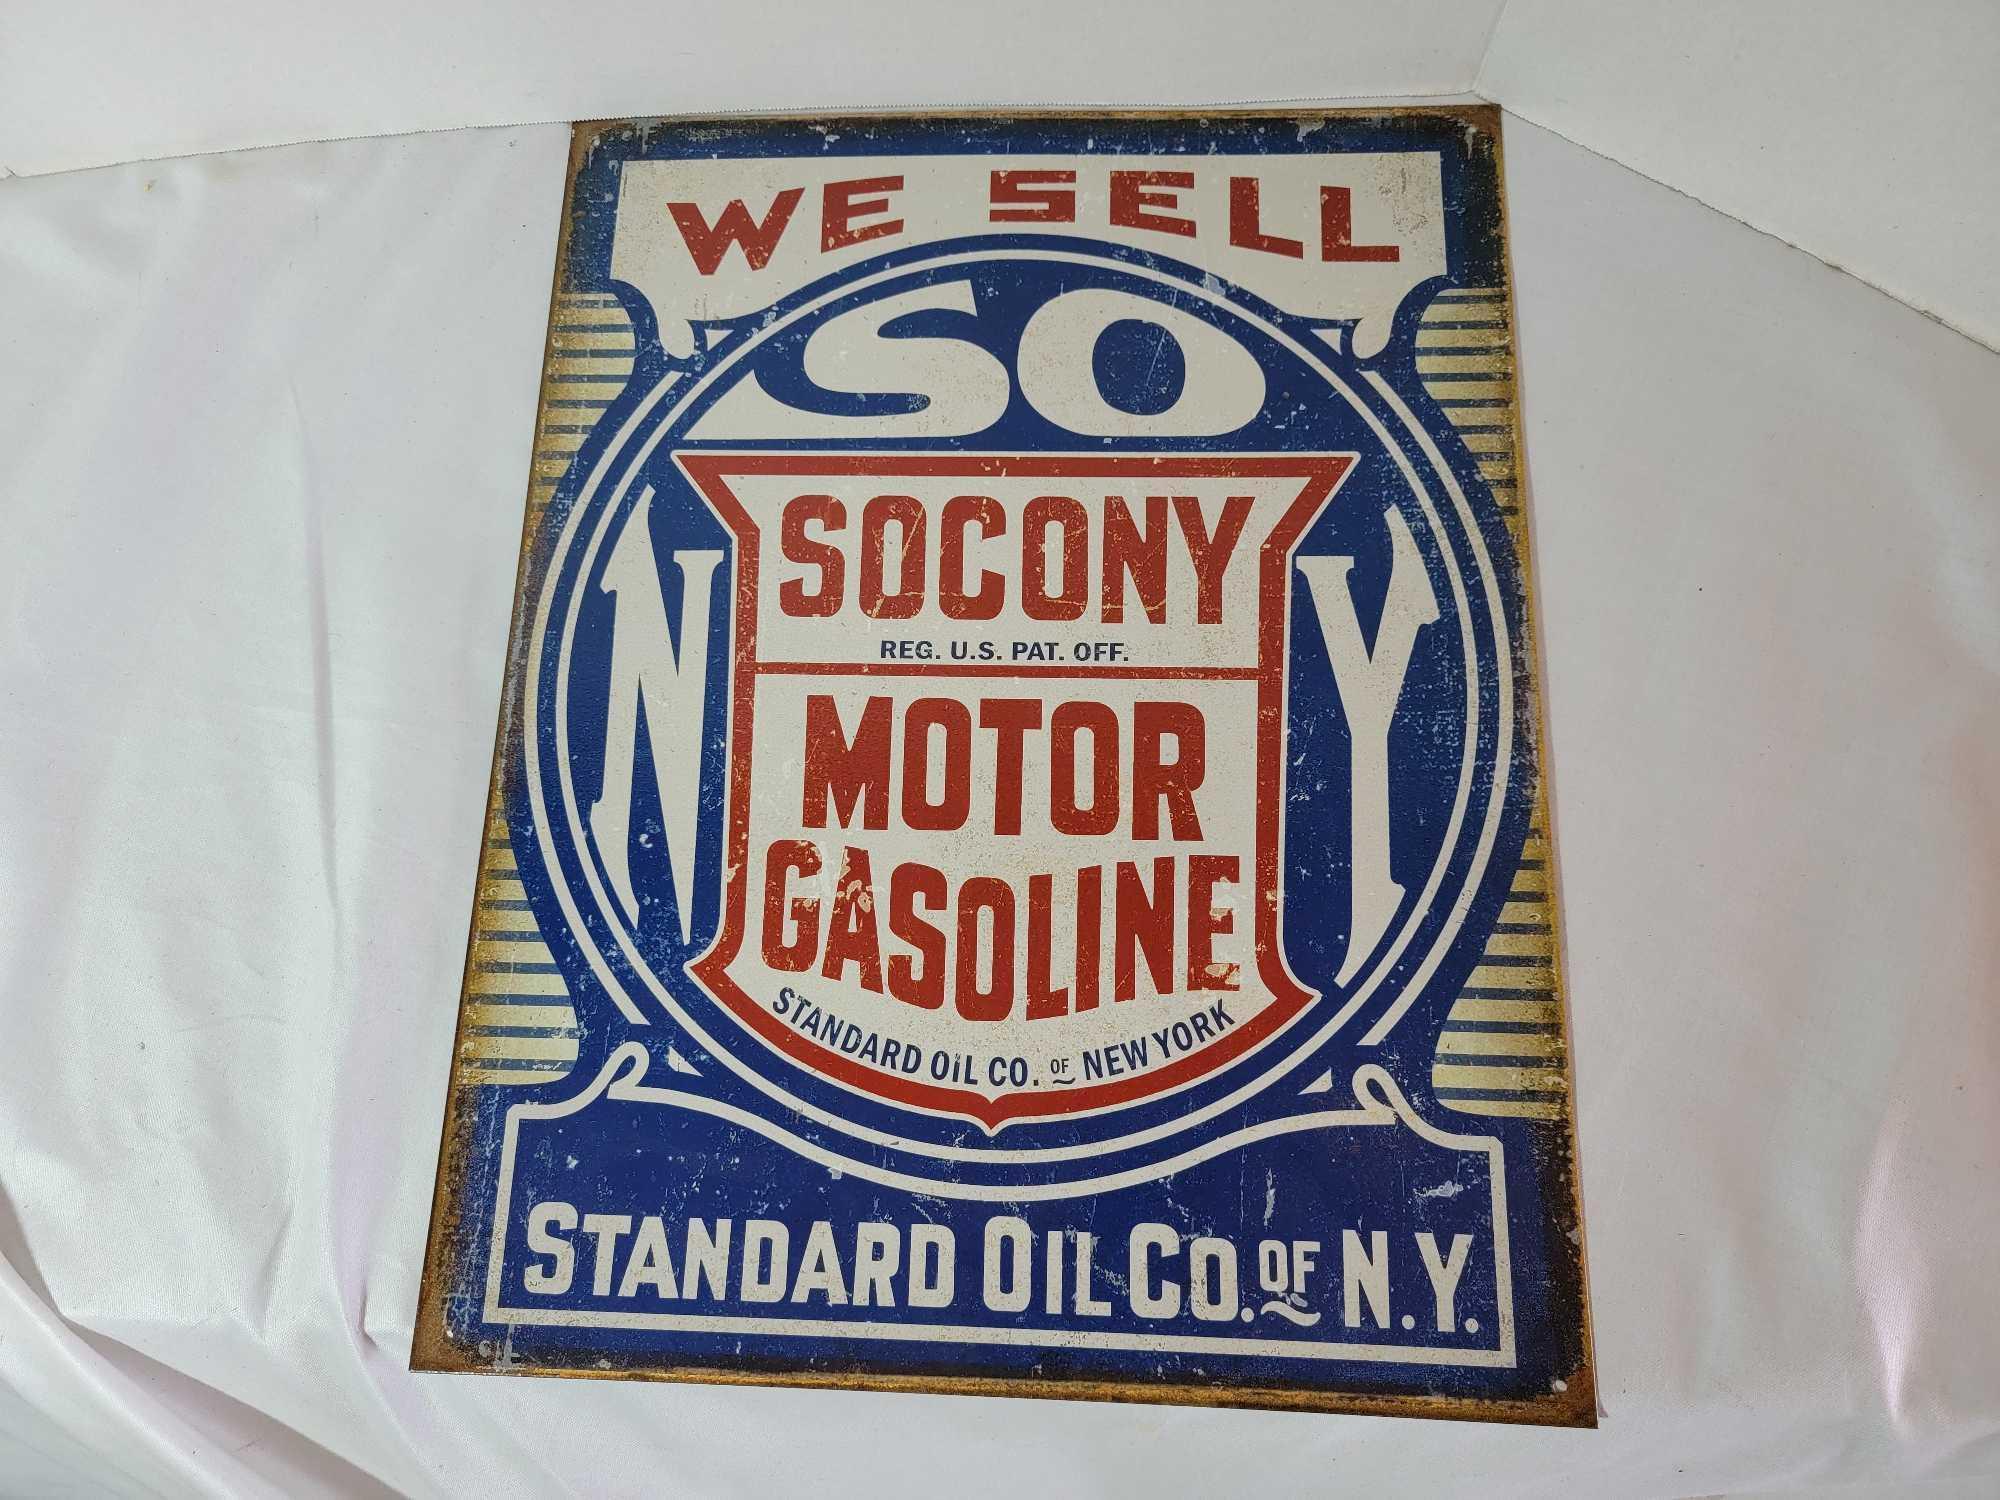 WE SELL
SO
N Y
SOCONY
REG. U.S. PAT. OFF.
MOTOR
GASOLINE
STANDARD OIL CO. OF NEW YORK
STANDARD OIL CO. OF N.Y.